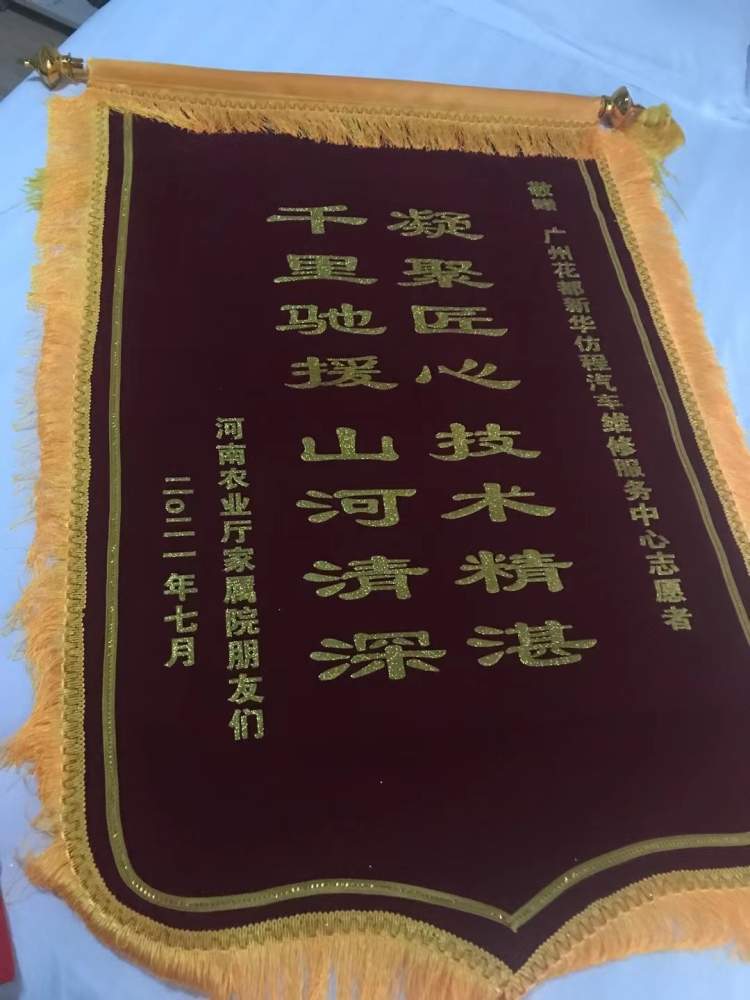 敬赠 广州花都新华仿程汽车维修服务中心志愿者
凝聚匠心技术精湛
千里驰援山河清深
河南农业厅家属院朋友们
二〇二一年七月